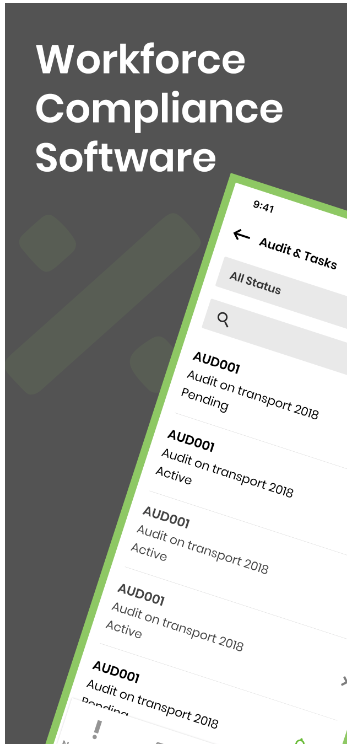 Workforce
Compliance
Software
9:41
Audit & Tasks
All Status
AUD001
Audit on transport 2018
Pending
AUD001
Audit on transport 2018
Active
AUD001
Audit on transport 2018
Active
AUD001
Audit on transport 2018
Active
AUD001
Audit on transport 2018
Pending